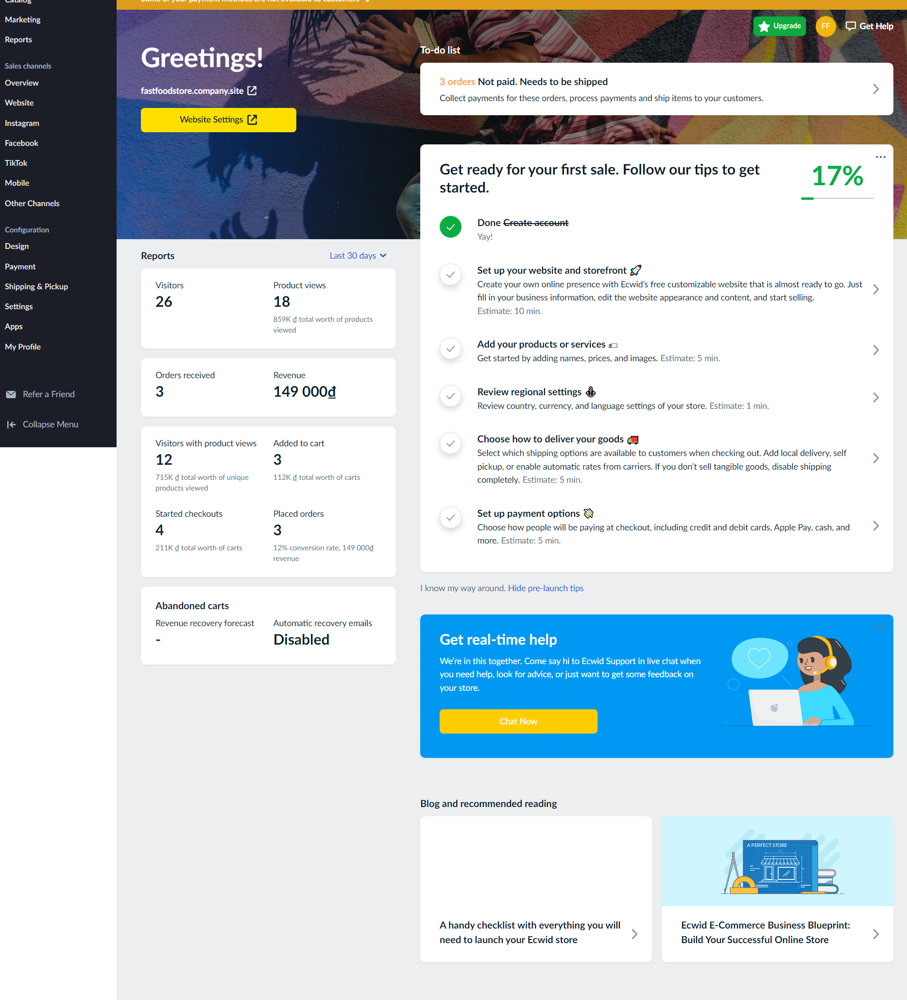 Catalog
Marketing
Reports
Sales channels
Overview
Website
Instagram
Facebook
TikTok
Mobile
Other Channels
Configuration
Design
Payment
Shipping & Pickup
Settings
Apps
My Profile
Refer a Friend
Collapse Menu
Some of your payment methods are not available to customers
Upgrade
FF
Get Help
Greetings!
fastfoodstore.company.site
Website Settings
To-do list
3 orders Not paid. Needs to be shipped
Collect payments for these orders, process payments and ship items to your customers.
Get ready for your first sale. Follow our tips to get
started.
17%
Done Create account
Yay!
Set up your website and storefront 🚀
Create your own online presence with Ecwid’s free customizable website that is almost ready to go. Just
fill in your business information, edit the website appearance and content, and start selling.
Estimate: 10 min.
Add your products or services 🏷
Get started by adding names, prices, and images. Estimate: 5 min.
Review regional settings ⚓
Review country, currency, and language settings of your store. Estimate: 1 min.
Choose how to deliver your goods 🚚
Select which shipping options are available to customers when checking out. Add local delivery, self
pickup, or enable automatic rates from carriers. If you don’t sell tangible goods, disable shipping
completely. Estimate: 5 min.
Set up payment options 💸
Choose how people will be paying at checkout, including credit and debit cards, Apple Pay, cash, and
more. Estimate: 5 min.
I know my way around. Hide pre-launch tips
Reports
Last 30 days
Visitors
26
Product views
18
859K ₫ total worth of products
viewed
Orders received
3
Revenue
149 000₫
Visitors with product views
12
715K ₫ total worth of unique
products viewed
Added to cart
3
112K ₫ total worth of carts
Started checkouts
4
211K ₫ total worth of carts
Placed orders
3
12% conversion rate, 149 000₫
revenue
Abandoned carts
Revenue recovery forecast
-
Automatic recovery emails
Disabled
Get real-time help
We’re in this together. Come say hi to Ecwid Support in live chat when
you need help, look for advice, or just want to get some feedback on
your store.
Chat Now
Blog and recommended reading
A handy checklist with everything you will
need to launch your Ecwid store
A PERFECT STORE
Ecwid E-Commerce Business Blueprint:
Build Your Successful Online Store